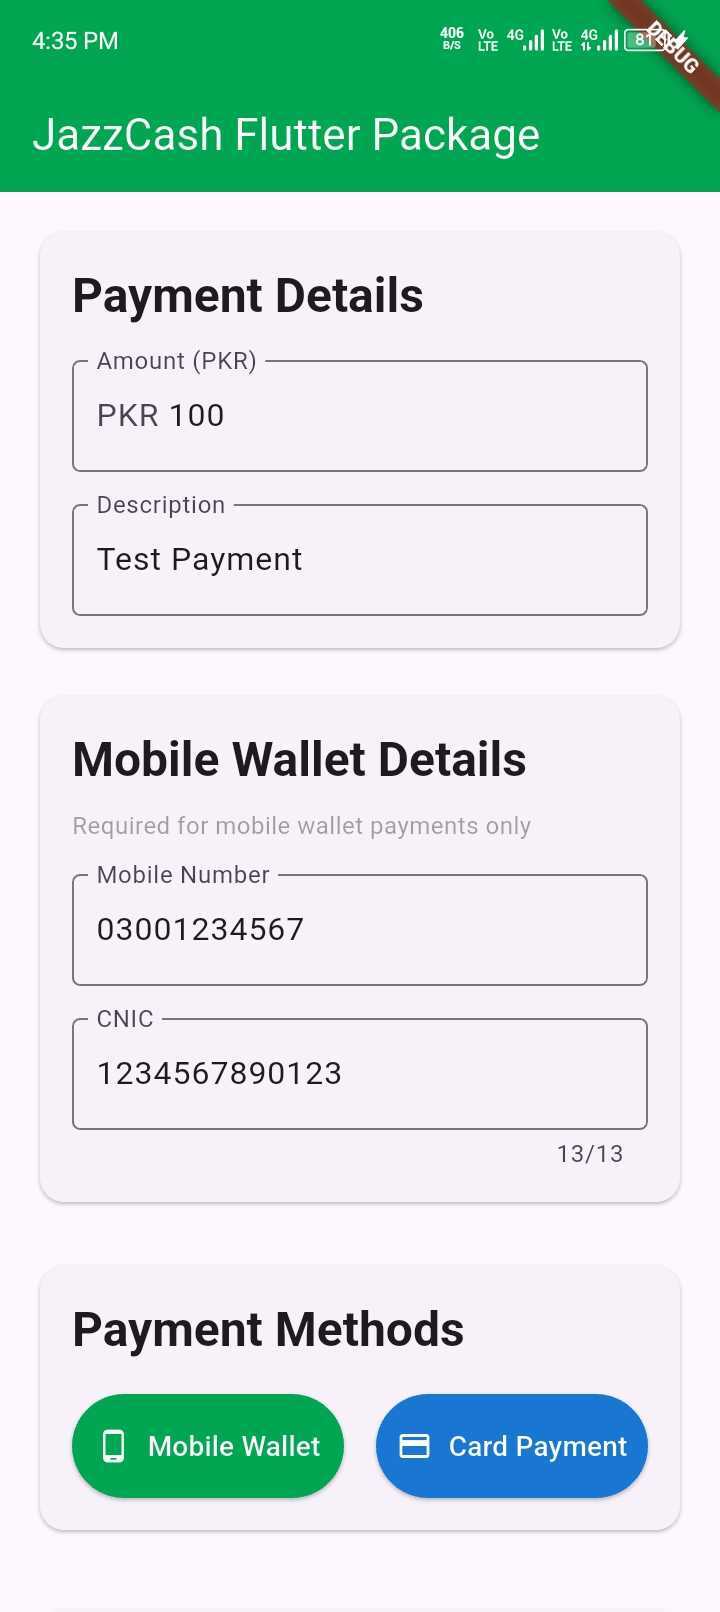 4:35 PM
406 B/S Vo LTE 4G Vo LTE 4G 81
DEBUG
JazzCash Flutter Package
Payment Details
Amount (PKR)
PKR 100
Description
Test Payment
Mobile Wallet Details
Required for mobile wallet payments only
Mobile Number
03001234567
CNIC
1234567890123
13/13
Payment Methods
Mobile Wallet Card Payment